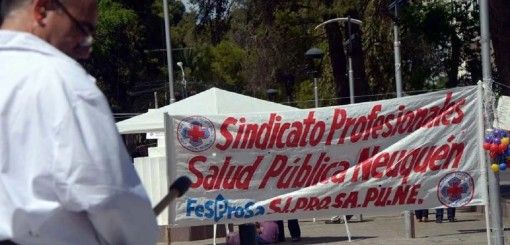 Sindicato Profesionales
Salud Pública Neuquén
FeSProSa SI.PRO.SA.PU.NE.